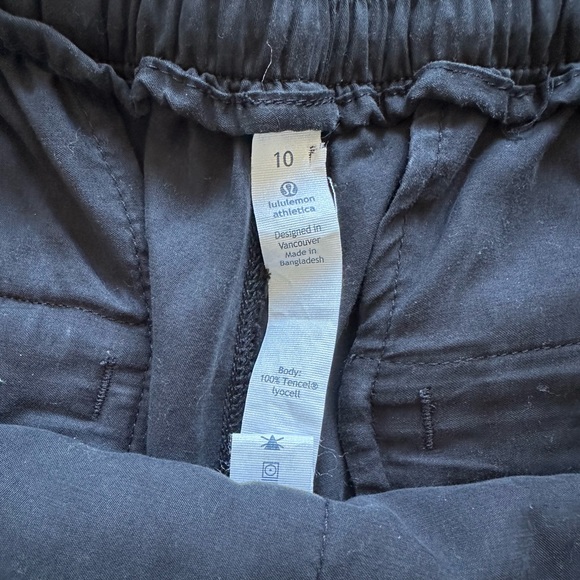 10
lululemon
athletica
Designed in
Vancouver
Made in
Bangladesh
Body:
100% Tencel®
lyocell